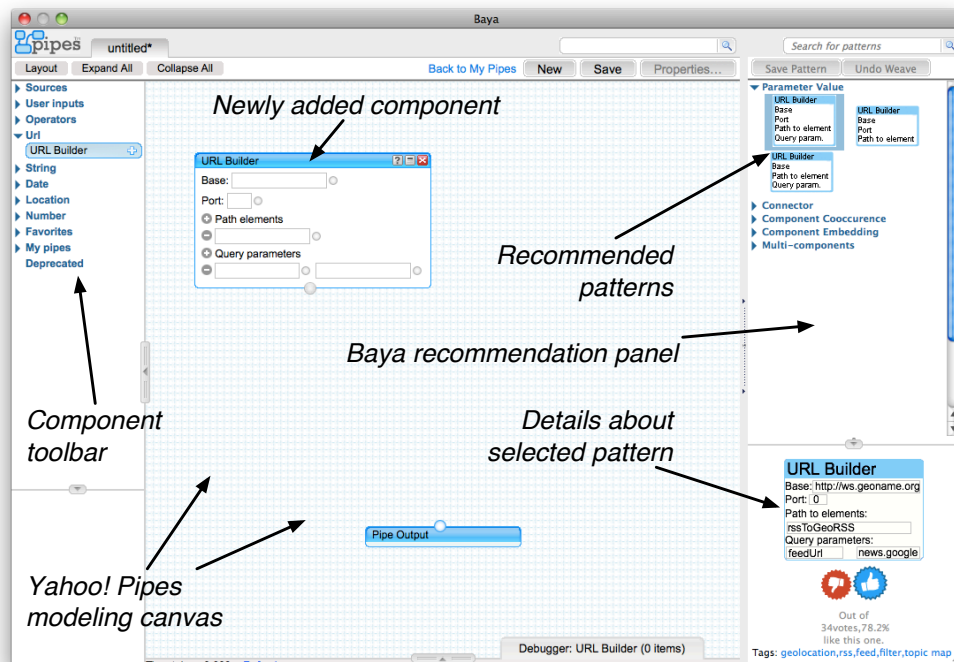 Baya
pipes
untitled*
Search for patterns
Layout
Expand All
Collapse All
Back to My Pipes
New
Save
Properties...
Save Pattern
Undo Weave
Sources
User inputs
Operators
Url
URL Builder
String
Date
Location
Number
Favorites
My pipes
Deprecated
Newly added component
URL Builder
Base:
Port:
Path elements
Query parameters
Parameter Value
URL Builder
Base
Port
Path to element
Query param.
URL Builder
Base
Port
Path to element
URL Builder
Base
Path to element
Query param.
Connector
Component Cooccurence
Component Embedding
Multi-components
Recommended
patterns
Baya recommendation panel
Component
toolbar
Details about
selected pattern
Pipe Output
Yahoo! Pipes
modeling canvas
URL Builder
Base: http://ws.geoname.org
Port: 0
Path to elements:
rssToGeoRSS
Query parameters:
feedUrl
news.google
Out of
34votes,78.2%
like this one.
Tags: geolocation,rss,feed,filter,topic map
Debugger: URL Builder (0 items)